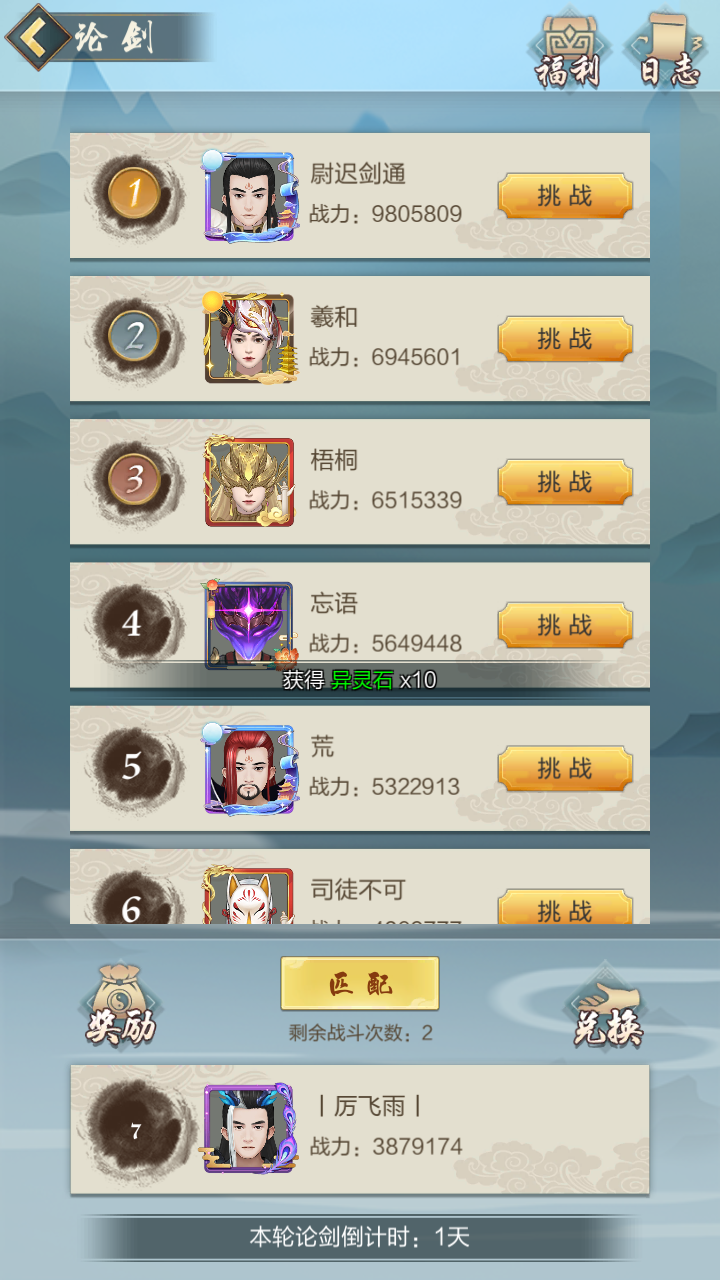 论剑
福利
日志
1
尉迟剑通
战力：9805809
挑战
2
羲和
战力：6945601
挑战
3
梧桐
战力：6515339
挑战
4
忘语
战力：5649448
挑战
获得 异灵石 x10
5
荒
战力：5322913
挑战
6
司徒不可
挑战
奖励
匹配
剩余战斗次数：2
兑换
7
丨厉飞雨丨
战力：3879174
本轮论剑倒计时：1天